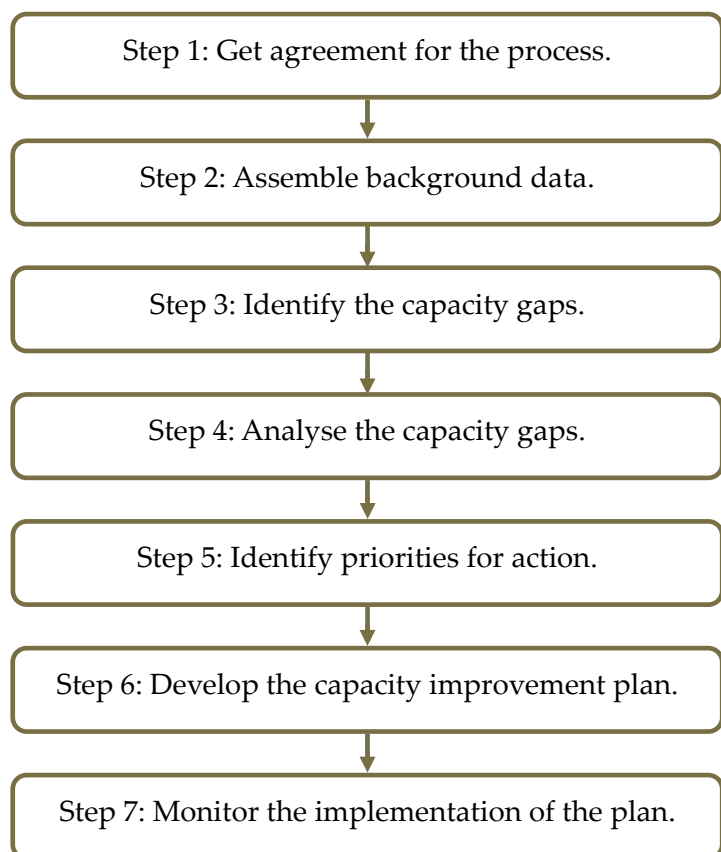 Step 1: Get agreement for the process.
Step 2: Assemble background data.
Step 3: Identify the capacity gaps.
Step 4: Analyse the capacity gaps.
Step 5: Identify priorities for action.
Step 6: Develop the capacity improvement plan.
Step 7: Monitor the implementation of the plan.